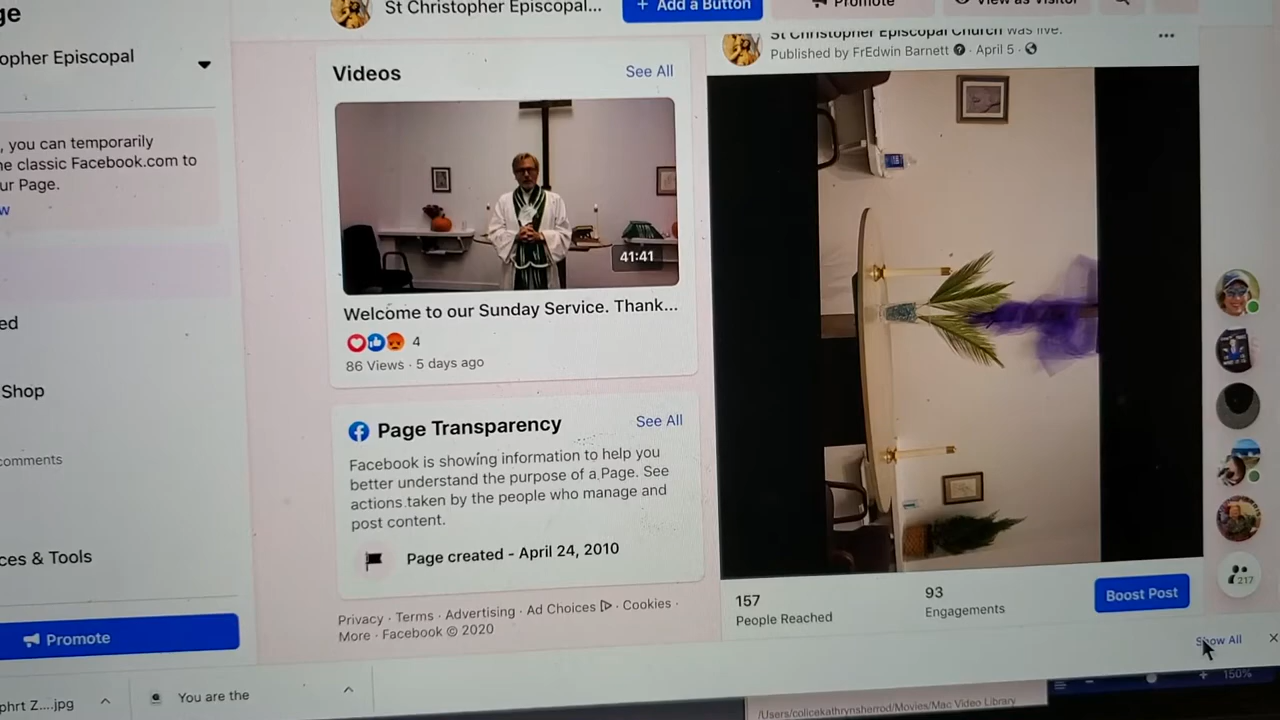 ge
St Christopher Episcopal...
+ Add a Button
Promote
View as Visitor
opher Episcopal
, you can temporarily
ne classic Facebook.com to
ur Page.
w
ed
Shop
comments
ces & Tools
Promote
Videos
See All
41:41
Welcome to our Sunday Service. Thank...
4
86 Views · 5 days ago
Page Transparency
See All
Facebook is showing information to help you
better understand the purpose of a Page. See
actions taken by the people who manage and
post content.
Page created - April 24, 2010
Privacy · Terms · Advertising · Ad Choices · Cookies ·
More · Facebook © 2020
St Christopher Episcopal Church was live.
Published by FrEdwin Barnett · April 5 ·
157
People Reached
93
Engagements
Boost Post
217
Show All
phrt Z....jpg
You are the
150%
/Users/colicekathrynsherrod/Movies/Mac Video Library